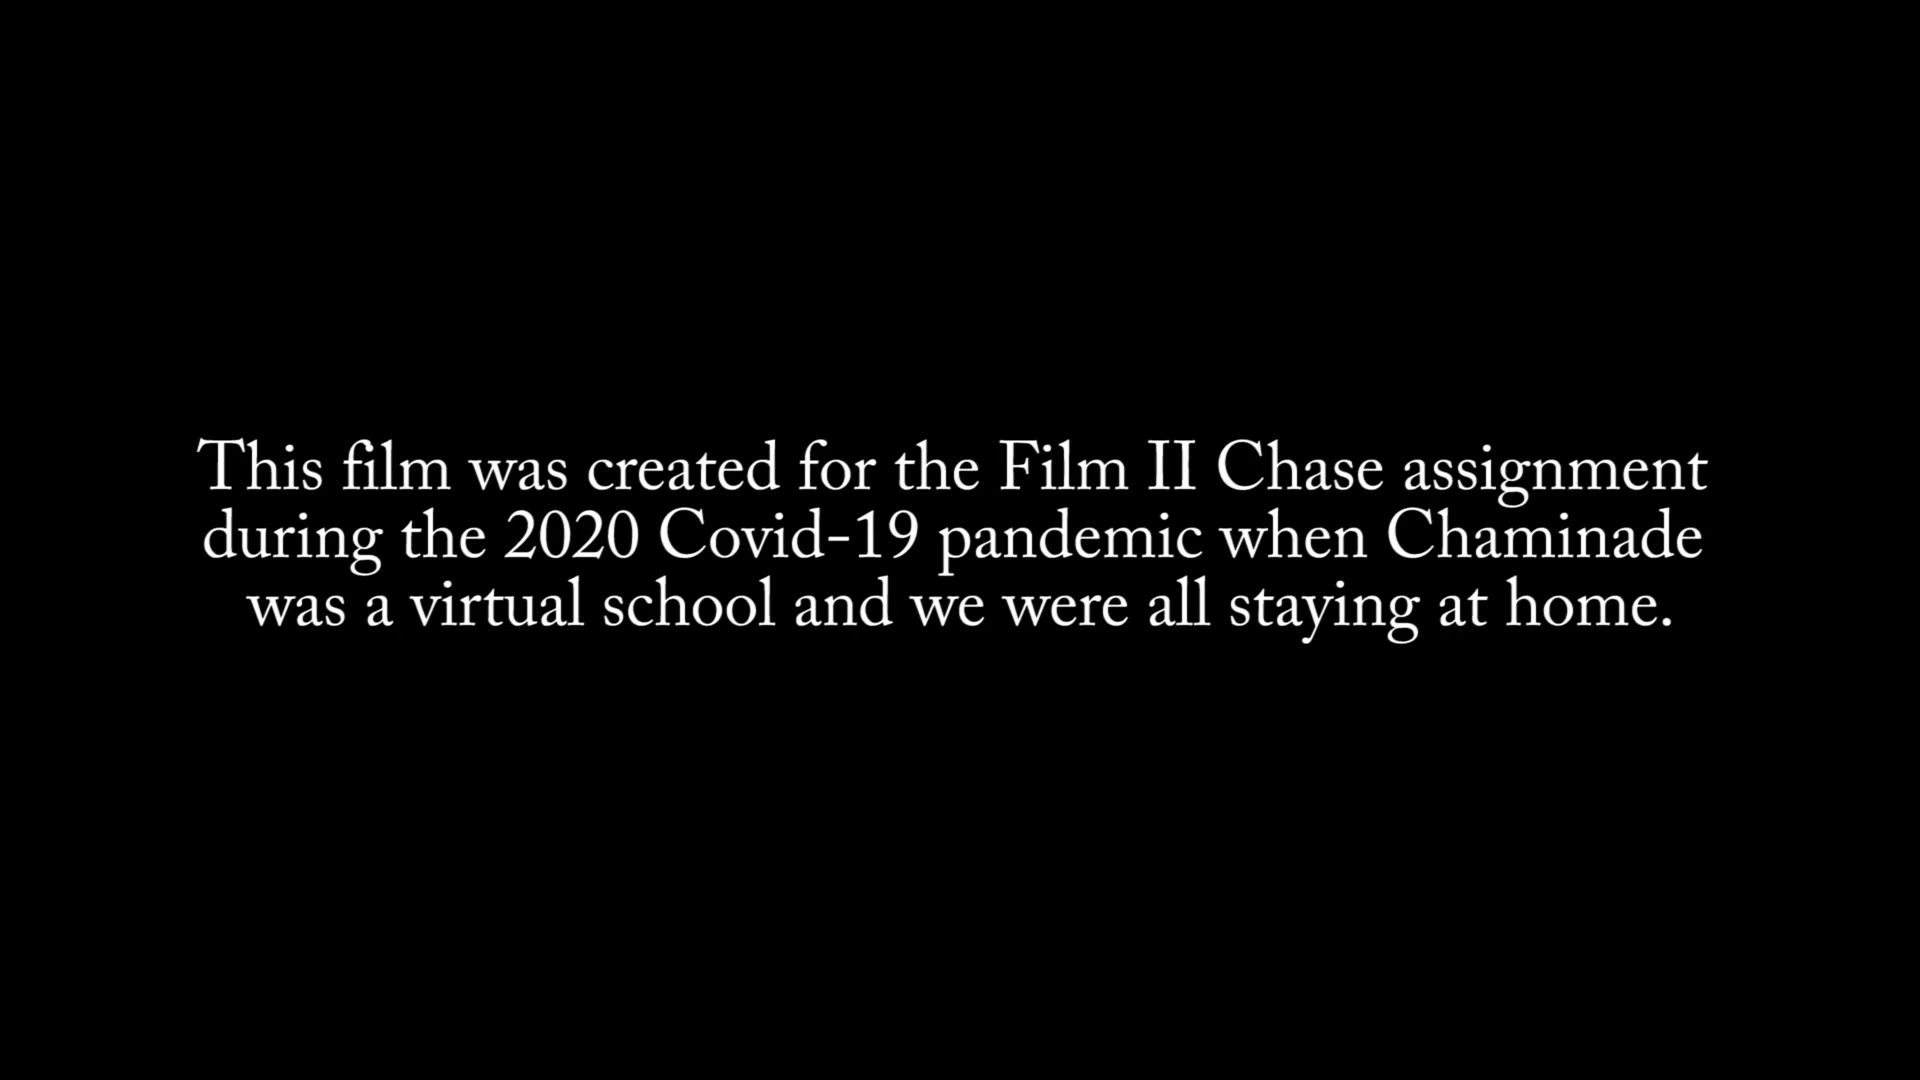 This film was created for the Film II Chase assignment
during the 2020 Covid-19 pandemic when Chaminade
was a virtual school and we were all staying at home.